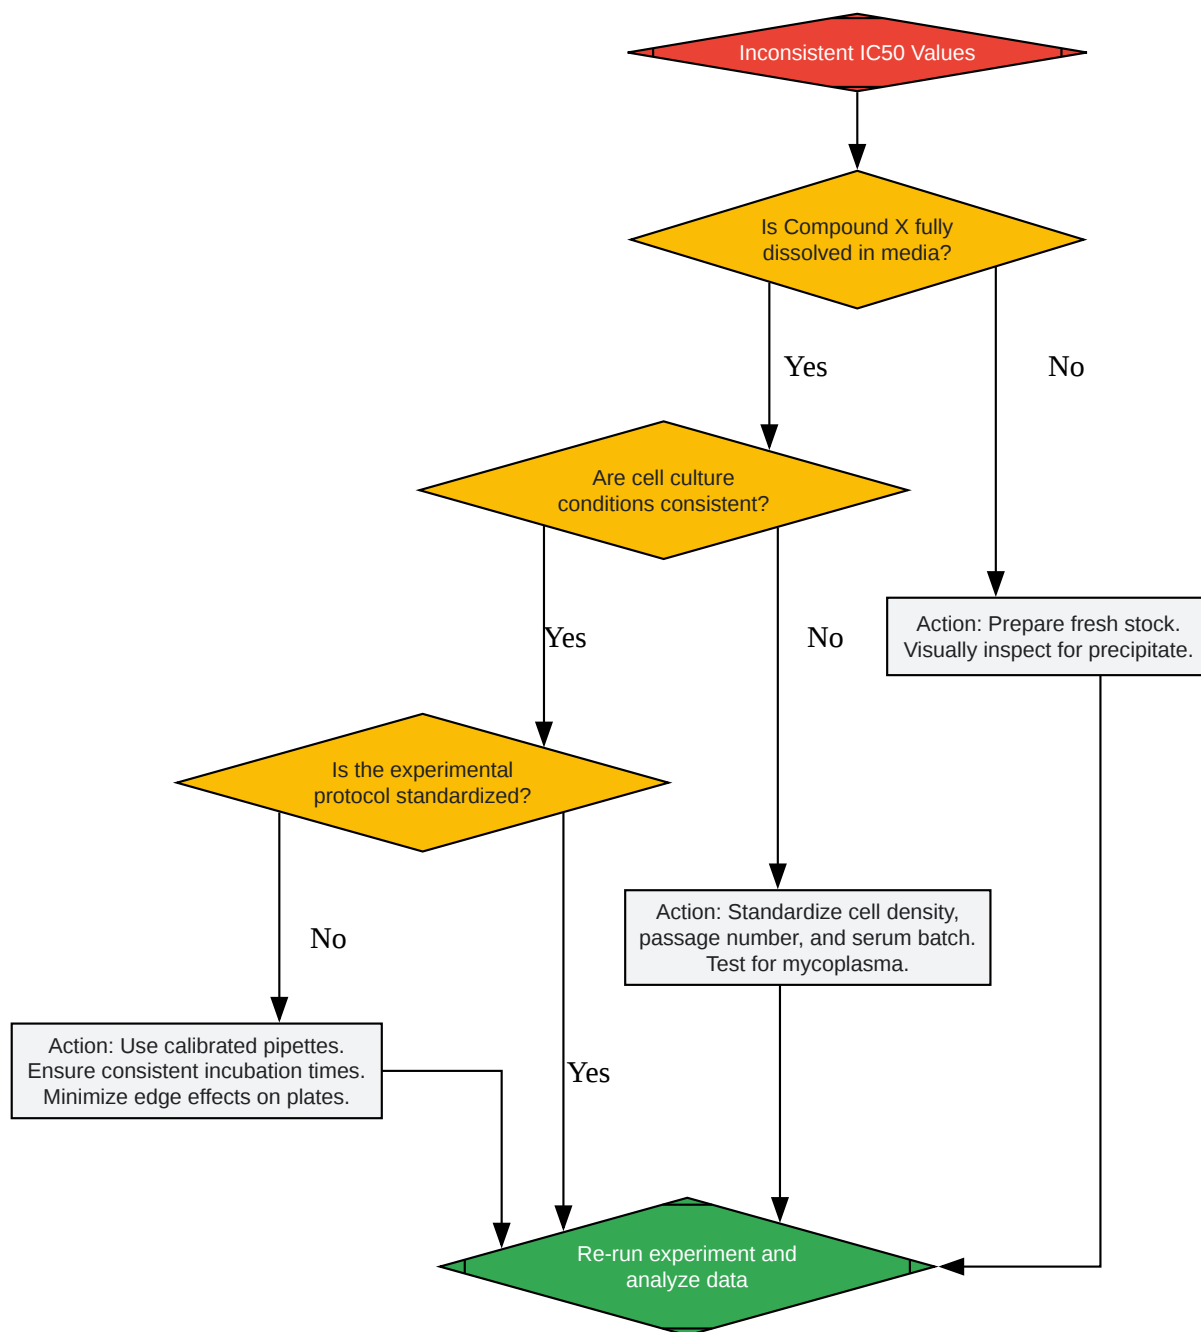 Inconsistent IC50 Values
Is Compound X fully
dissolved in media?
Yes
No
Are cell culture
conditions consistent?
Action: Prepare fresh stock.
Visually inspect for precipitate.
Yes
No
Is the experimental
protocol standardized?
Action: Standardize cell density,
passage number, and serum batch.
Test for mycoplasma.
No
Action: Use calibrated pipettes.
Ensure consistent incubation times.
Minimize edge effects on plates.
Yes
Re-run experiment and
analyze data